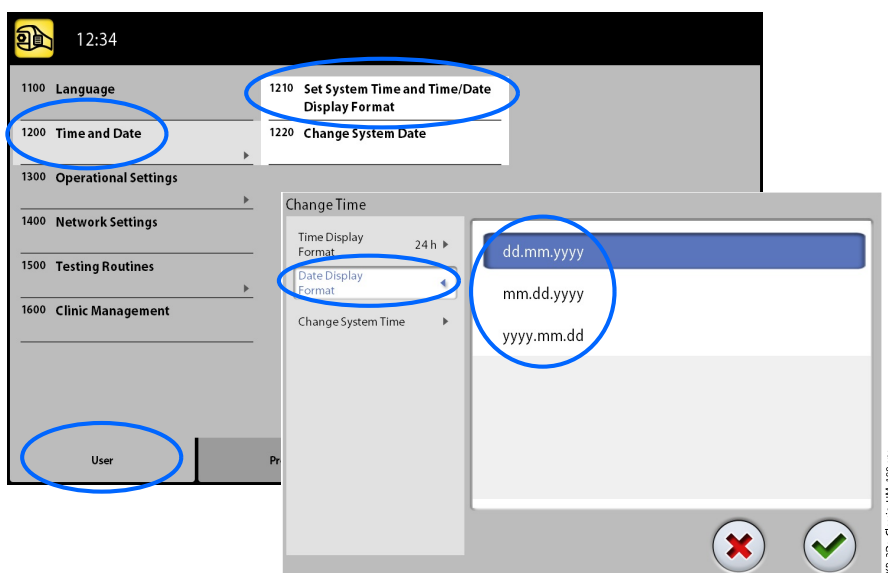 12:34
1100 Language
1200 Time and Date
1300 Operational Settings
1400 Network Settings
1500 Testing Routines
1600 Clinic Management
1210 Set System Time and Time/Date
Display Format
1220 Change System Date
User
Pr
Change Time
Time Display
Format
24 h
Date Display
Format
Change System Time
dd.mm.yyyy
mm.dd.yyyy
yyyy.mm.dd